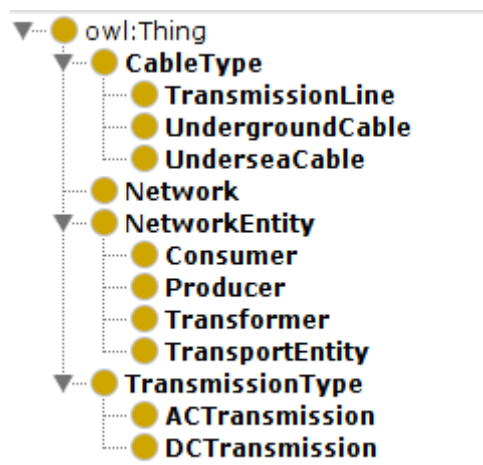 owl:Thing
CableType
TransmissionLine
UndergroundCable
UnderseaCable
Network
NetworkEntity
Consumer
Producer
Transformer
TransportEntity
TransmissionType
ACTransmission
DCTransmission